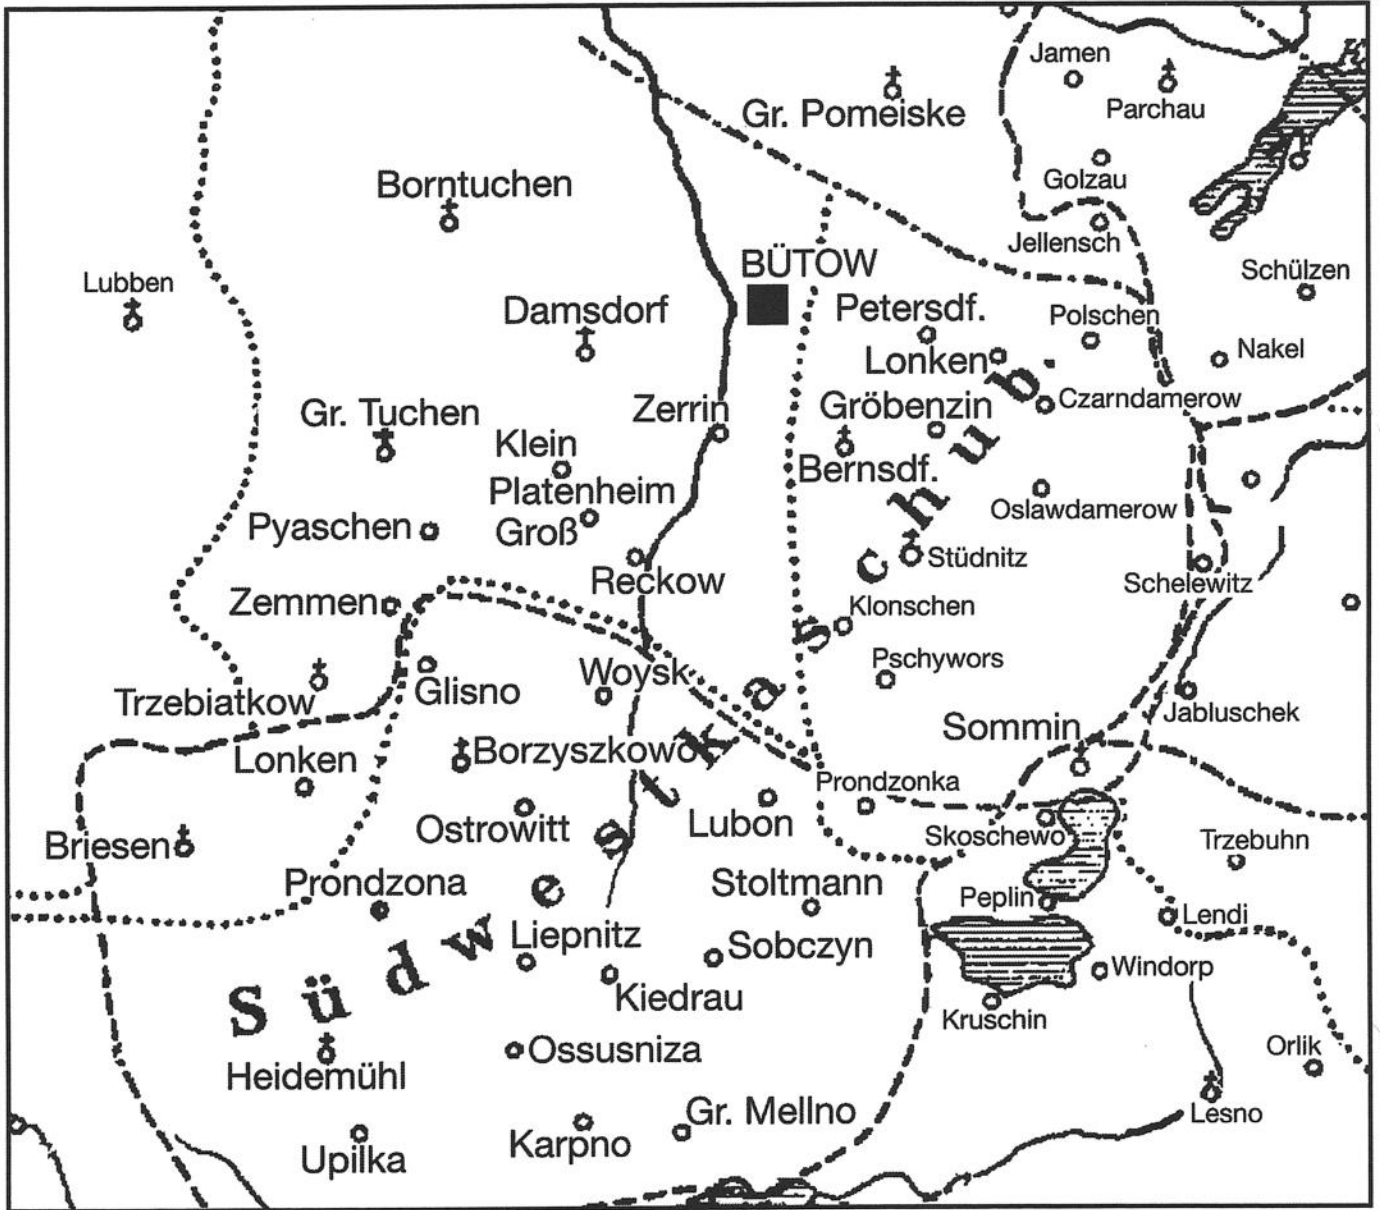 Jamen
Parchau
Gr. Pomeiske
Golzau
Borntuchen
Jellensch
BÜTOW
Schülzen
Lubben
Damsdorf
Petersdf.
Polschen
Nakel
Lonken
Czarndamerow
Gr. Tuchen
Zerrin
Gröbenzin
Klein
Bernsdf.
Platenheim
Groß
Oslawdamerow
Pyaschen
Stüdnitz
Reckow
Schelewitz
Zemmen
Klonschen
Pschywors
Woysk
Glisno
Trzebiatkow
Jabluschek
Sommin
Borzyszkowo
Lonken
Prondzonka
Ostrowitt
Lubon
Skoschewo
Trzebuhn
Briesen
Prondzona
Stoltmann
Peplin
Lendi
Liepnitz
Sobczyn
Windorp
Kiedrau
Kruschin
Südwestkaschub.
Ossusniza
Orlik
Heidemühl
Gr. Mellno
Lesno
Karpno
Upilka